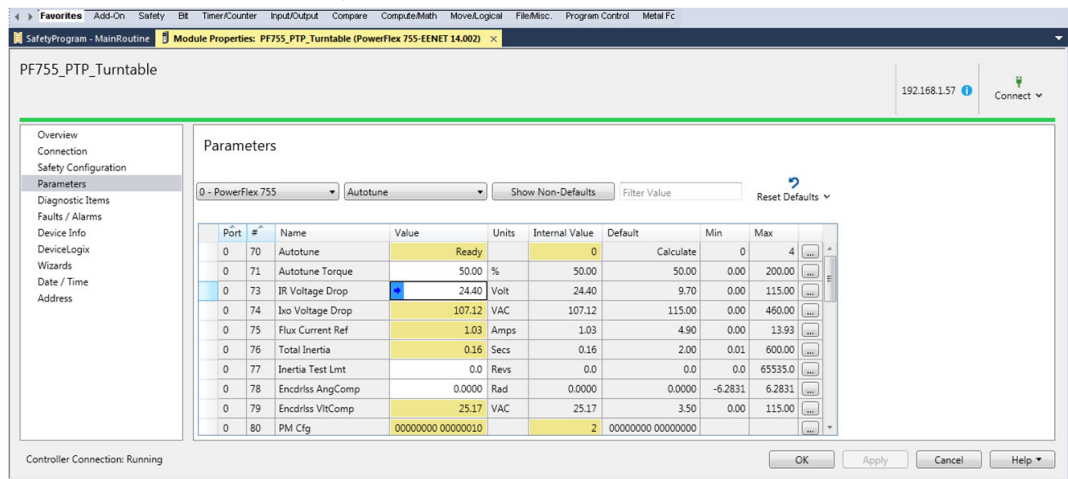 Favorites Add-On Safety Bit Timer/Counter Input/Output Compare Compute/Math Move/Logical File/Misc. Program Control Metal Fc
SafetyProgram - MainRoutine Module Properties: PF755_PTP_Turntable (PowerFlex 755-EENET 14.002) ×
PF755_PTP_Turntable
192.168.1.57
Connect
Overview
Connection
Safety Configuration
Parameters
Diagnostic Items
Faults / Alarms
Device Info
DeviceLogix
Wizards
Date / Time
Address
Parameters
0 - PowerFlex 755 Autotune Show Non-Defaults Filter Value Reset Defaults
Port # Name Value Units Internal Value Default Min Max
0 70 Autotune Ready 0 Calculate 0 4 ...
0 71 Autotune Torque 50.00 % 50.00 50.00 0.00 200.00 ...
0 73 IR Voltage Drop 24.40 Volt 24.40 9.70 0.00 115.00 ...
0 74 Ixo Voltage Drop 107.12 VAC 107.12 115.00 0.00 460.00 ...
0 75 Flux Current Ref 1.03 Amps 1.03 4.90 0.00 13.93 ...
0 76 Total Inertia 0.16 Secs 0.16 2.00 0.01 600.00 ...
0 77 Inertia Test Lmt 0.0 Revs 0.0 0.0 0.0 65535.0 ...
0 78 Encdrlss AngComp 0.0000 Rad 0.0000 0.0000 -6.2831 6.2831 ...
0 79 Encdrlss VltComp 25.17 VAC 25.17 3.50 0.00 115.00 ...
0 80 PM Cfg 00000000 00000010 2 00000000 00000000 ...
Controller Connection: Running
OK Apply Cancel Help